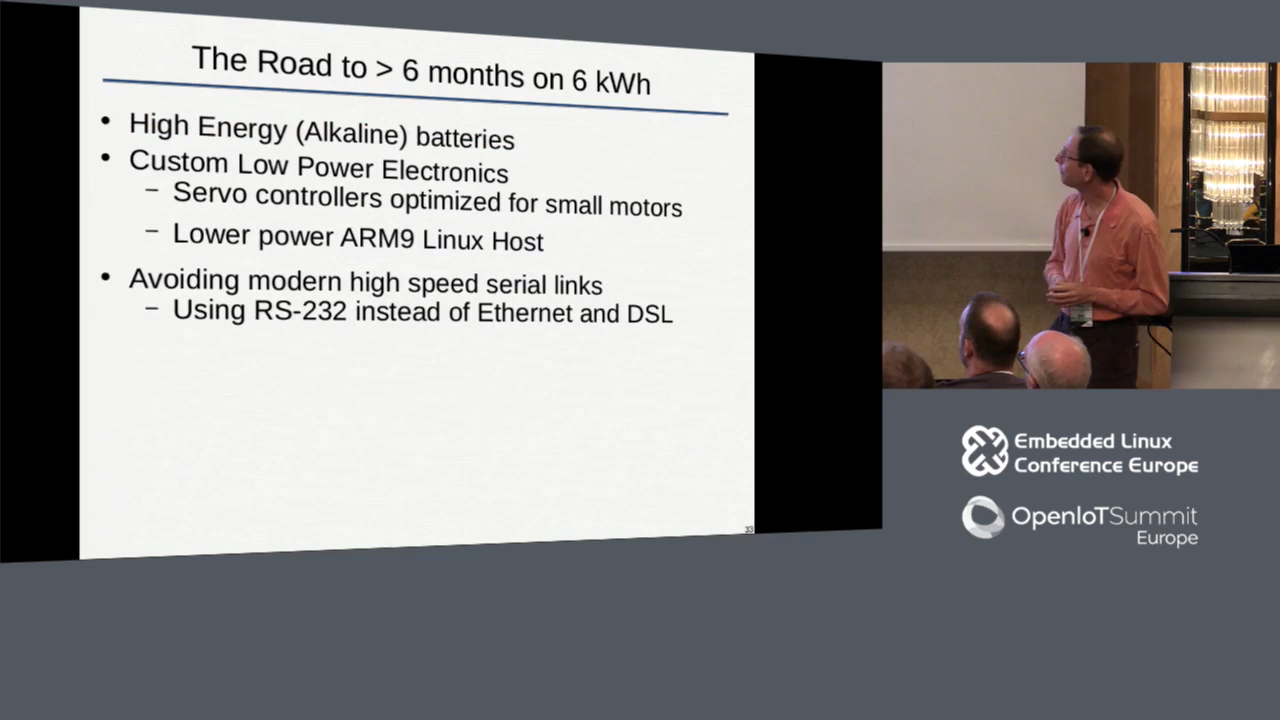 The Road to > 6 months on 6 kWh
• High Energy (Alkaline) batteries
• Custom Low Power Electronics
– Servo controllers optimized for small motors
– Lower power ARM9 Linux Host
• Avoiding modern high speed serial links
– Using RS-232 instead of Ethernet and DSL
33
Embedded Linux
Conference Europe
OpenIoTSummit
Europe